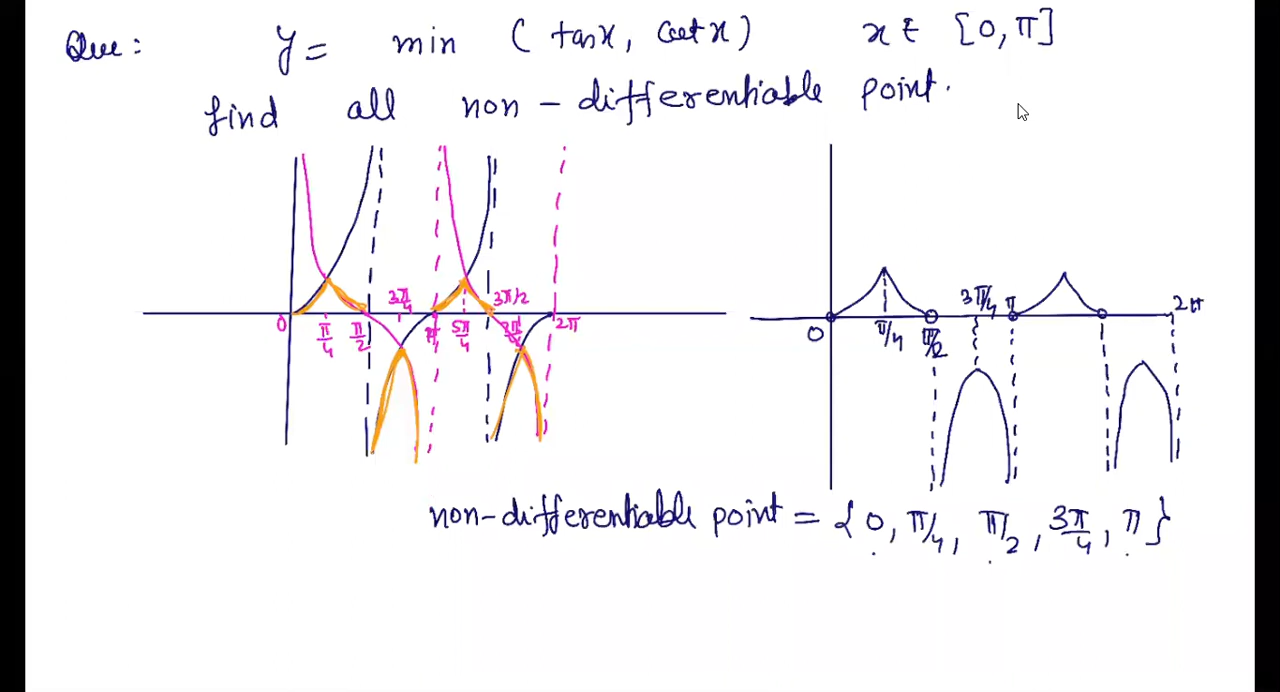 Que : y = min ( tanx, cotx ) x ∈ [0, π]
find all non - differentiable point.
3π/4 3π/2
0 π/4 π/2 π 5π/4 7π/4 2π
3π/4 π 2π
0 π/4 π/2
non-differentiable point = { 0, π/4, π/2, 3π/4, π }